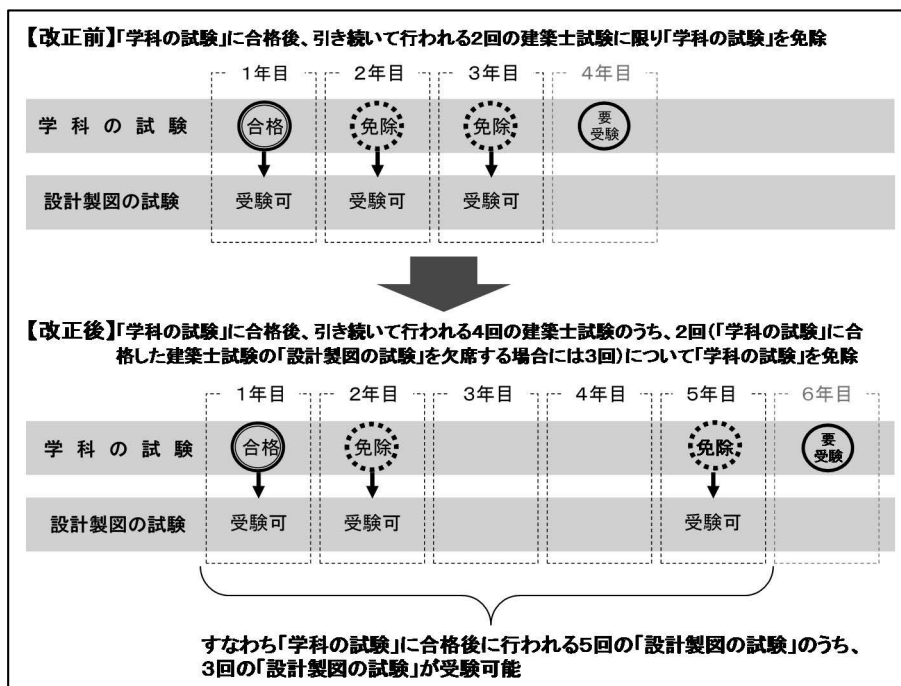 【改正前】「学科の試験」に合格後、引き続いて行われる2回の建築士試験に限り「学科の試験」を免除
1年目 2年目 3年目 4年目
学科の試験 合格 免除 免除 要受験
設計製図の試験 受験可 受験可 受験可
【改正後】「学科の試験」に合格後、引き続いて行われる4回の建築士試験のうち、2回(「学科の試験」に合
格した建築士試験の「設計製図の試験」を欠席する場合には3回)について「学科の試験」を免除
1年目 2年目 3年目 4年目 5年目 6年目
学科の試験 合格 免除 免除 要受験
設計製図の試験 受験可 受験可 受験可
すなわち「学科の試験」に合格後に行われる5回の「設計製図の試験」のうち、
3回の「設計製図の試験」が受験可能